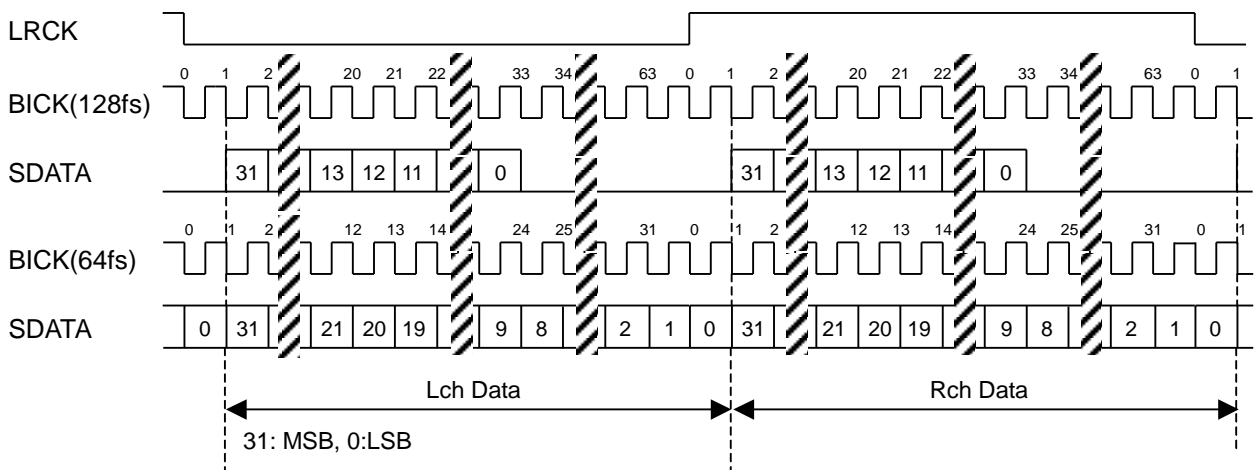 LRCK
0 1 2 20 21 22 33 34 63 0 1 2 20 21 22 33 34 63 0 1
BICK(128fs)
SDATA 31 13 12 11 0 31 13 12 11 0
0 1 2 12 13 14 24 25 31 0 1 2 12 13 14 24 25 31 0 1
BICK(64fs)
SDATA 0 31 21 20 19 9 8 2 1 0 31 21 20 19 9 8 2 1 0
Lch Data Rch Data
31: MSB, 0:LSB